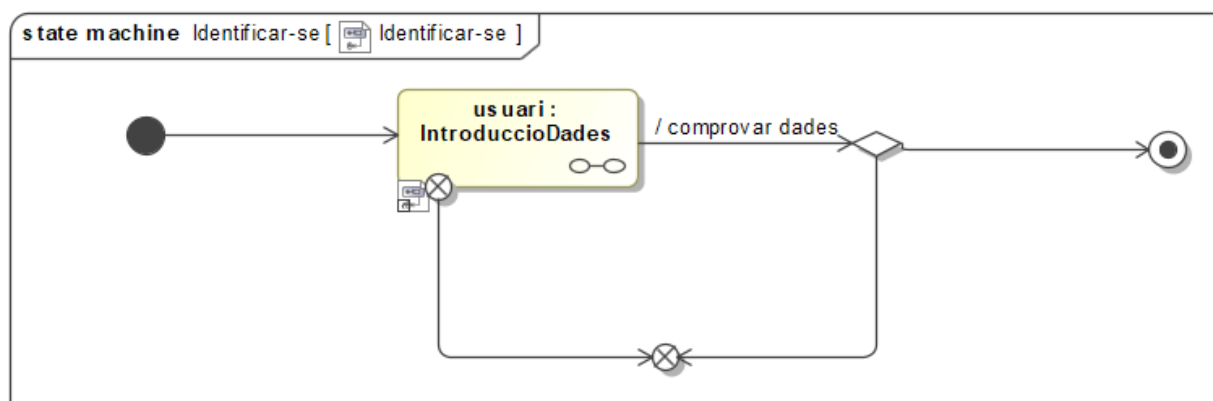 state machine Identificar-se [ Identificar-se ]
usuari :
IntroduccioDades
/ comprovar dades